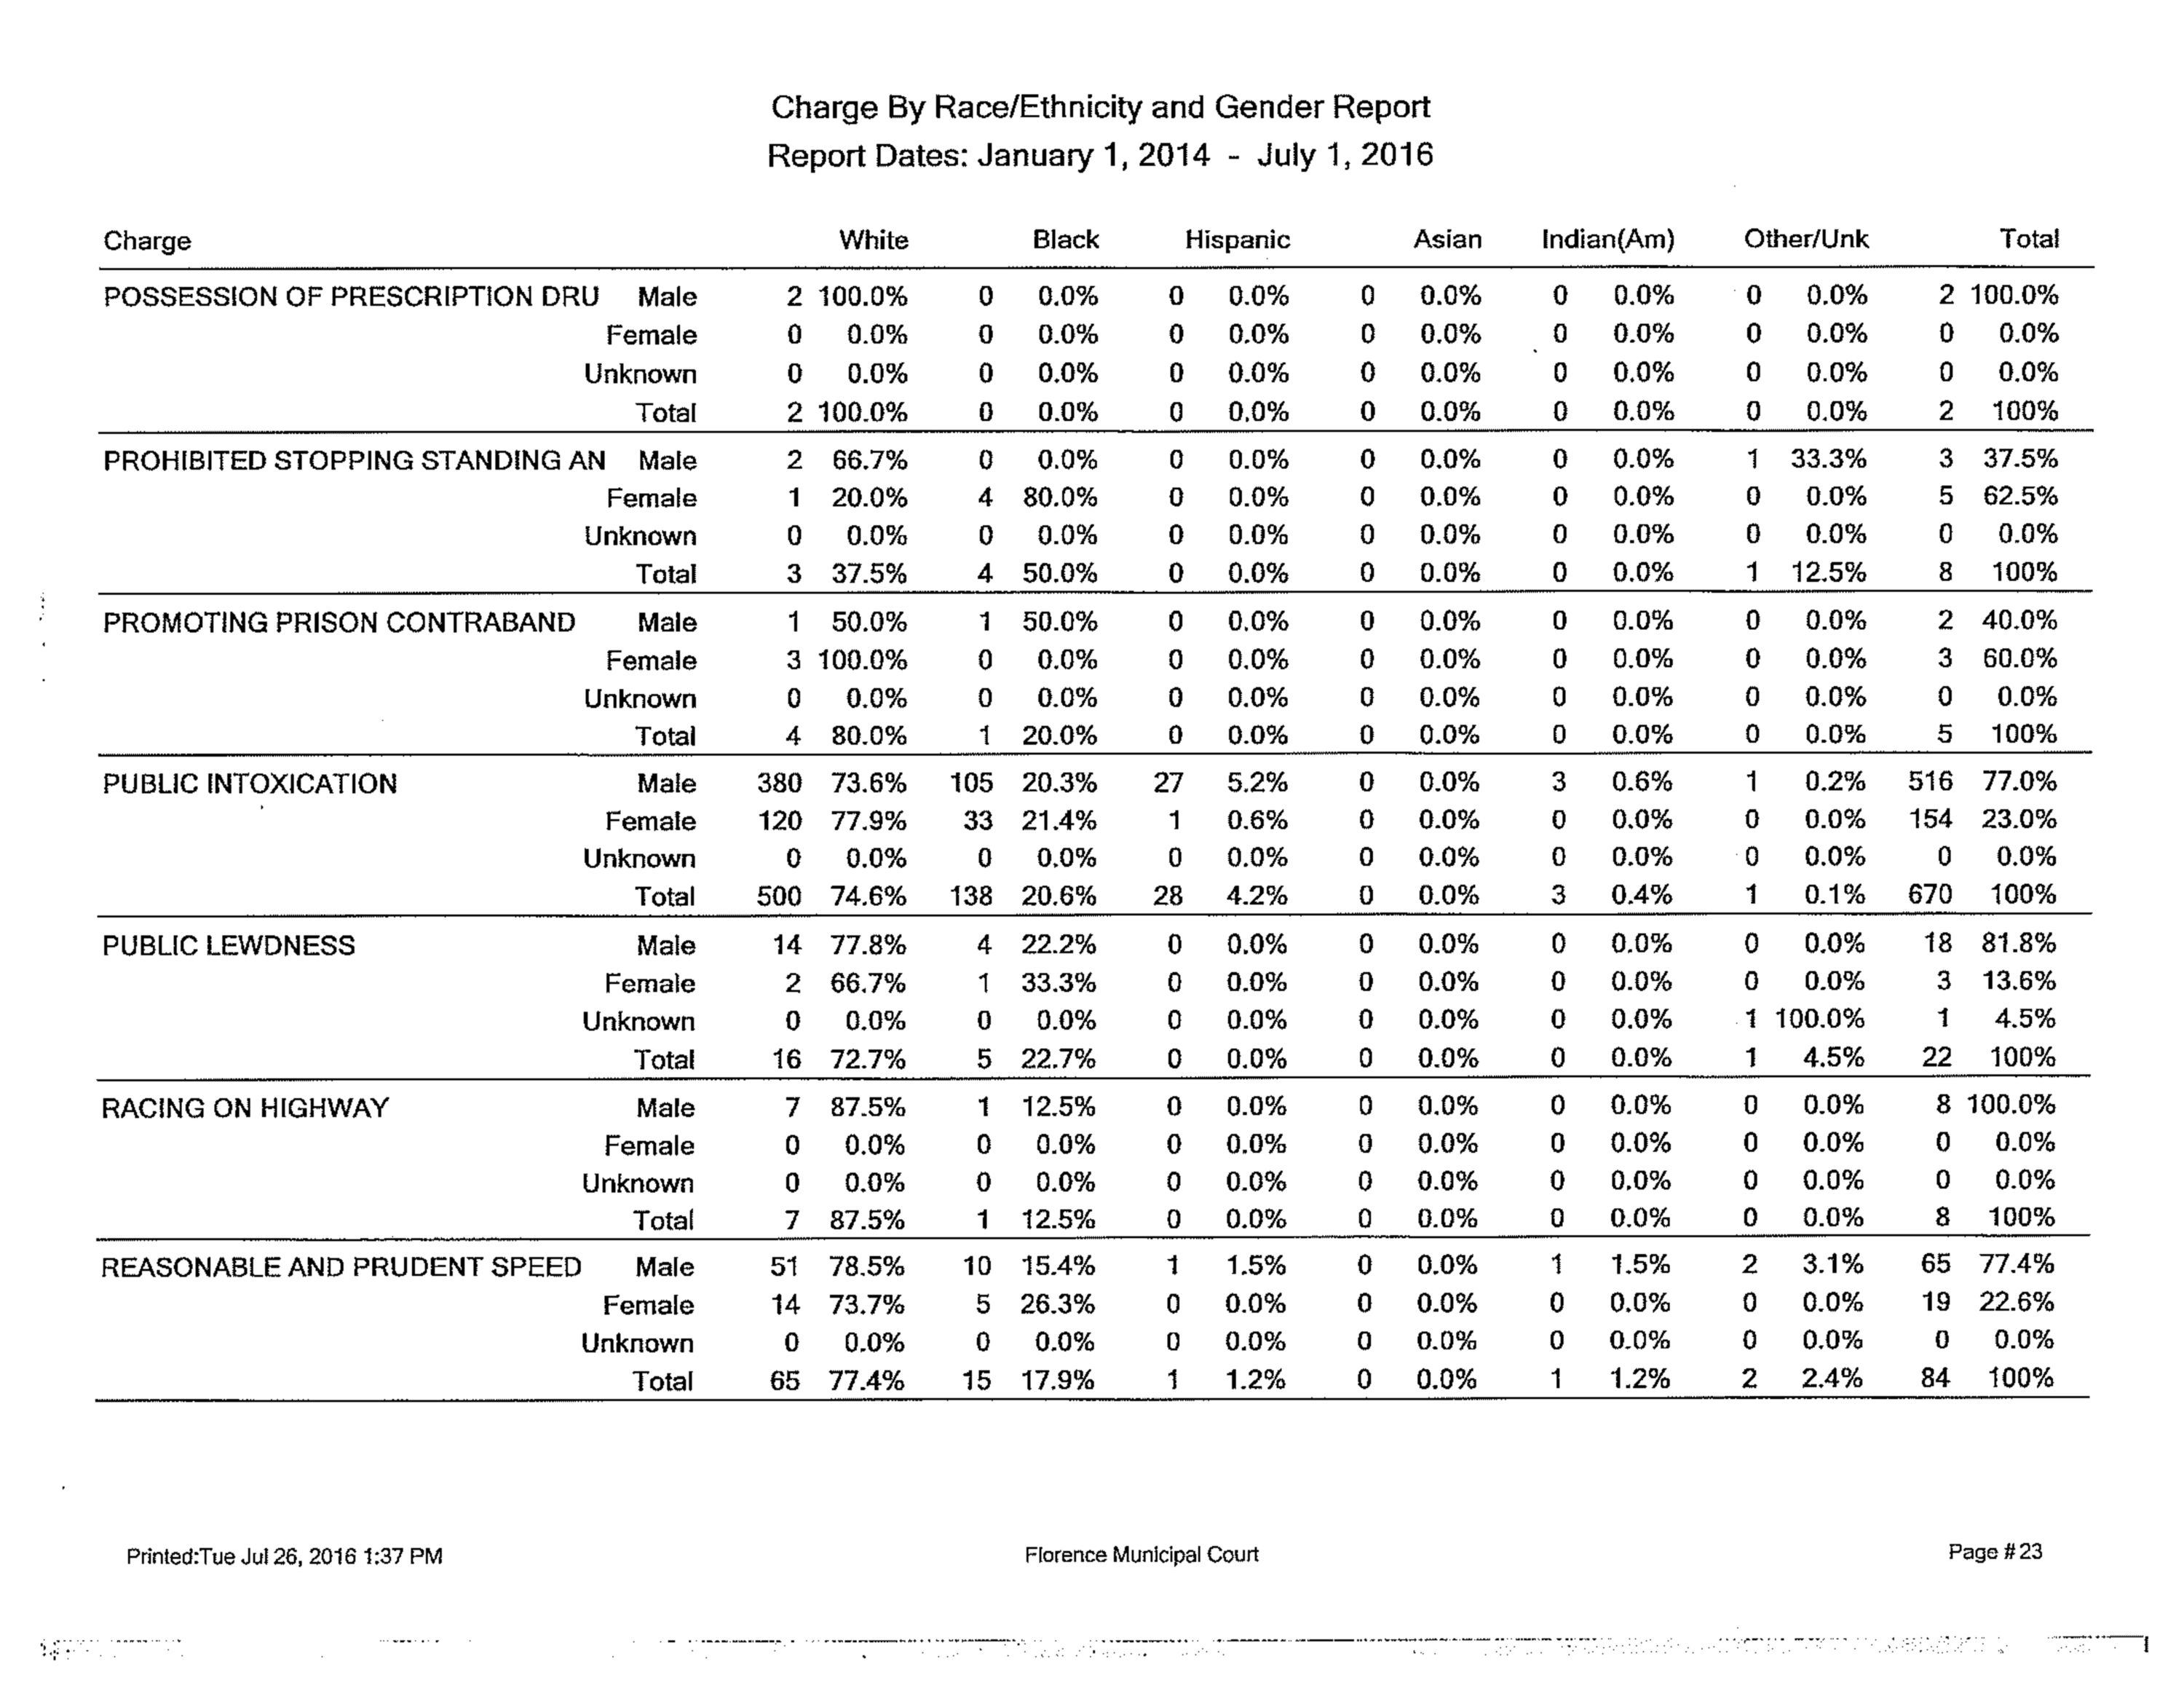 Charge By Race/Ethnicity and Gender Report
Report Dates: January 1, 2014 - July 1, 2016
Charge White Black Hispanic Asian Indian(Am) Other/Unk Total
POSSESSION OF PRESCRIPTION DRU Male 2 100.0% 0 0.0% 0 0.0% 0 0.0% 0 0.0% 0 0.0% 2 100.0%
Female 0 0.0% 0 0.0% 0 0.0% 0 0.0% 0 0.0% 0 0.0% 0 0.0%
Unknown 0 0.0% 0 0.0% 0 0.0% 0 0.0% 0 0.0% 0 0.0% 0 0.0%
Total 2 100.0% 0 0.0% 0 0.0% 0 0.0% 0 0.0% 0 0.0% 2 100%
PROHIBITED STOPPING STANDING AN Male 2 66.7% 0 0.0% 0 0.0% 0 0.0% 0 0.0% 1 33.3% 3 37.5%
Female 1 20.0% 4 80.0% 0 0.0% 0 0.0% 0 0.0% 0 0.0% 5 62.5%
Unknown 0 0.0% 0 0.0% 0 0.0% 0 0.0% 0 0.0% 0 0.0% 0 0.0%
Total 3 37.5% 4 50.0% 0 0.0% 0 0.0% 0 0.0% 1 12.5% 8 100%
PROMOTING PRISON CONTRABAND Male 1 50.0% 1 50.0% 0 0.0% 0 0.0% 0 0.0% 0 0.0% 2 40.0%
Female 3 100.0% 0 0.0% 0 0.0% 0 0.0% 0 0.0% 0 0.0% 3 60.0%
Unknown 0 0.0% 0 0.0% 0 0.0% 0 0.0% 0 0.0% 0 0.0% 0 0.0%
Total 4 80.0% 1 20.0% 0 0.0% 0 0.0% 0 0.0% 0 0.0% 5 100%
PUBLIC INTOXICATION Male 380 73.6% 105 20.3% 27 5.2% 0 0.0% 3 0.6% 1 0.2% 516 77.0%
Female 120 77.9% 33 21.4% 1 0.6% 0 0.0% 0 0.0% 0 0.0% 154 23.0%
Unknown 0 0.0% 0 0.0% 0 0.0% 0 0.0% 0 0.0% 0 0.0% 0 0.0%
Total 500 74.6% 138 20.6% 28 4.2% 0 0.0% 3 0.4% 1 0.1% 670 100%
PUBLIC LEWDNESS Male 14 77.8% 4 22.2% 0 0.0% 0 0.0% 0 0.0% 0 0.0% 18 81.8%
Female 2 66.7% 1 33.3% 0 0.0% 0 0.0% 0 0.0% 0 0.0% 3 13.6%
Unknown 0 0.0% 0 0.0% 0 0.0% 0 0.0% 0 0.0% 1 100.0% 1 4.5%
Total 16 72.7% 5 22.7% 0 0.0% 0 0.0% 0 0.0% 1 4.5% 22 100%
RACING ON HIGHWAY Male 7 87.5% 1 12.5% 0 0.0% 0 0.0% 0 0.0% 0 0.0% 8 100.0%
Female 0 0.0% 0 0.0% 0 0.0% 0 0.0% 0 0.0% 0 0.0% 0 0.0%
Unknown 0 0.0% 0 0.0% 0 0.0% 0 0.0% 0 0.0% 0 0.0% 0 0.0%
Total 7 87.5% 1 12.5% 0 0.0% 0 0.0% 0 0.0% 0 0.0% 8 100%
REASONABLE AND PRUDENT SPEED Male 51 78.5% 10 15.4% 1 1.5% 0 0.0% 1 1.5% 2 3.1% 65 77.4%
Female 14 73.7% 5 26.3% 0 0.0% 0 0.0% 0 0.0% 0 0.0% 19 22.6%
Unknown 0 0.0% 0 0.0% 0 0.0% 0 0.0% 0 0.0% 0 0.0% 0 0.0%
Total 65 77.4% 15 17.9% 1 1.2% 0 0.0% 1 1.2% 2 2.4% 84 100%
Printed:Tue Jul 26, 2016 1:37 PM Florence Municipal Court Page # 23